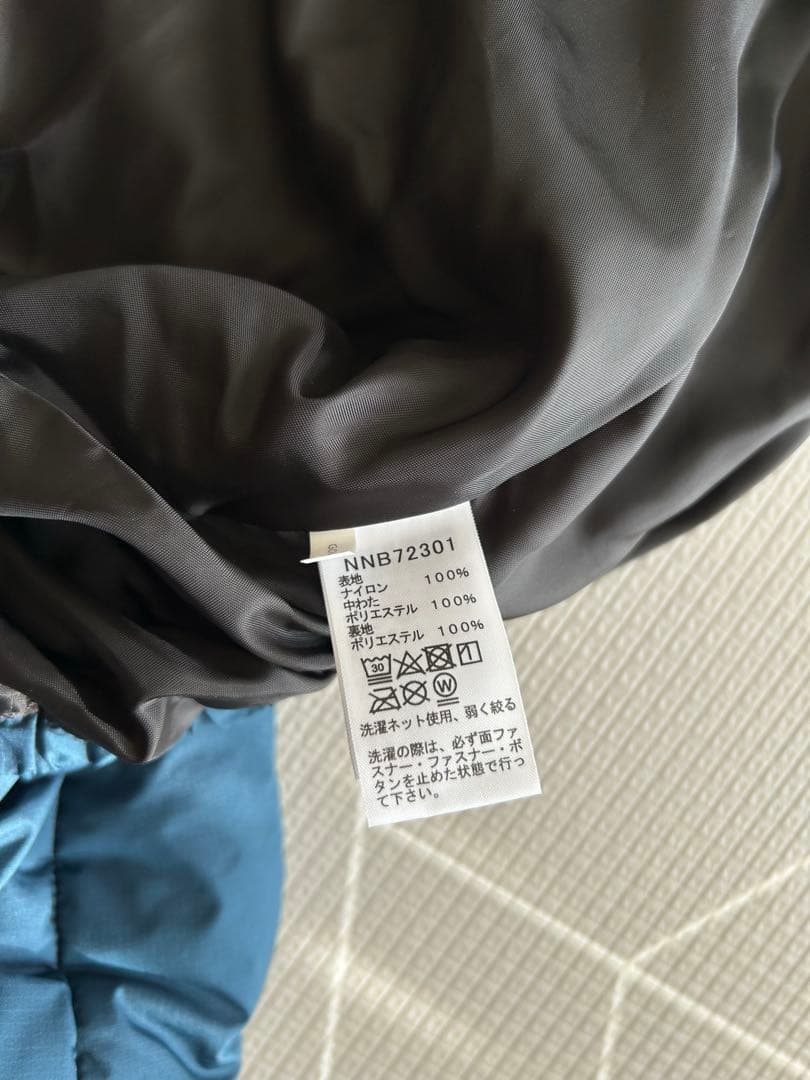 NNB72301
表地
ナイロン 100%
中わた
ポリエステル 100%
裏地
ポリエステル 100%
30
W
洗濯ネット使用、弱く絞る
洗濯の際は、必ず面ファ
スナー・ファスナー・ボ
タンを止めた状態で行っ
て下さい。